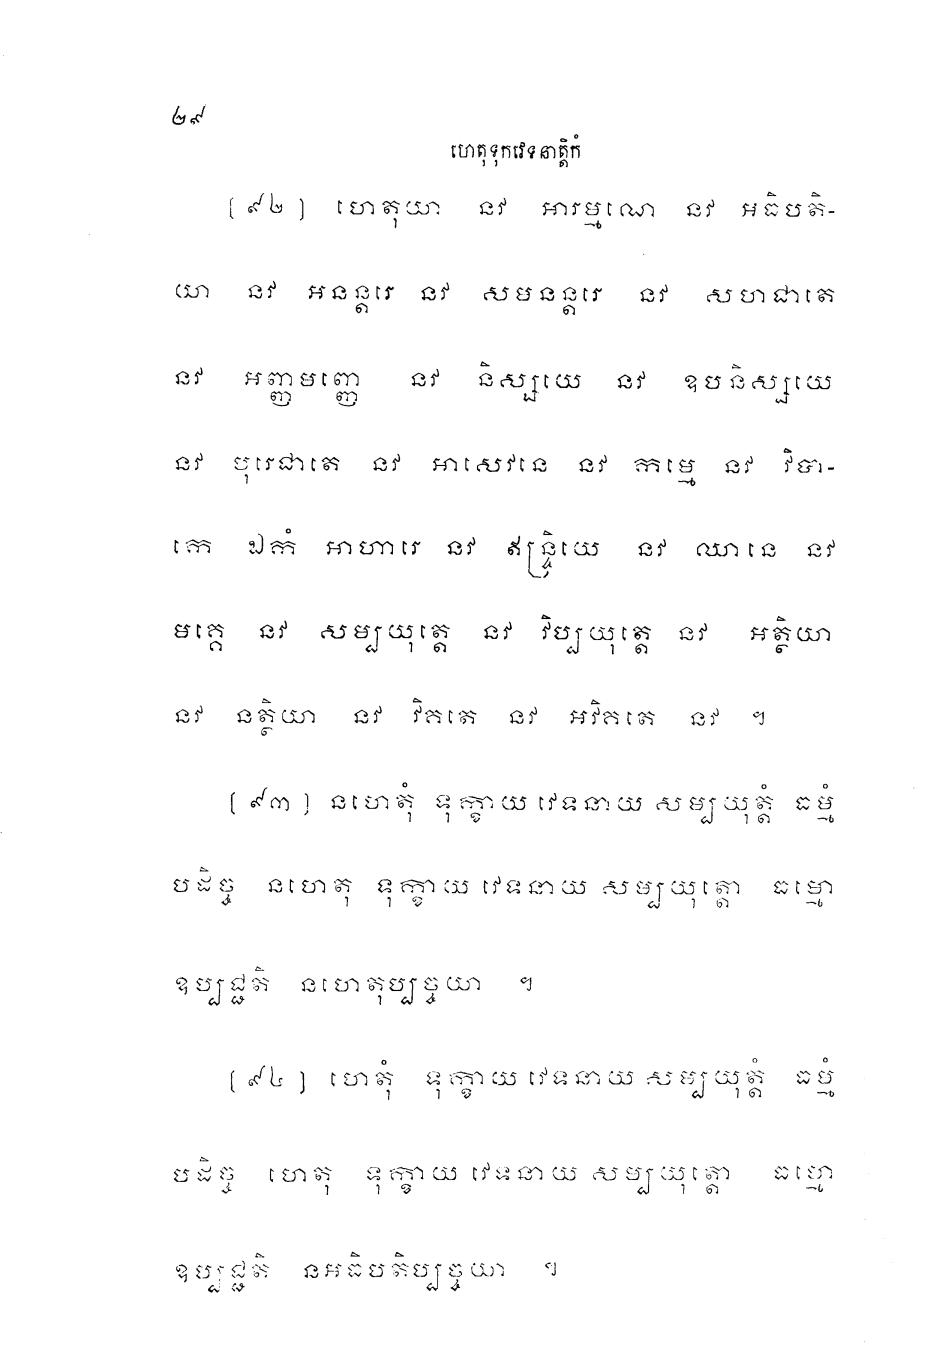 ២៩
ហេតុទុកវេទនាត្តិកំ
(៩២) ហេតុយា នវ អារម្មណេ នវ អធិបតិ-
យា នវ អនន្តរេ នវ សមនន្តរេ នវ សហជាតេ
នវ អញ្ញមញ្ញេ នវ និស្សយេ នវ ឧបនិស្សយេ
នវ បុរេជាតេ នវ អាសេវនេ នវ កម្មេ នវ វិបា-
កេ ឯកំ អាហារេ នវ ឥន្ទ្រិយេ នវ ឈានេ នវ
មគ្គេ នវ សម្បយុត្តេ នវ វិប្បយុត្តេ នវ អត្ថិយា
នវ នត្ថិយា នវ វិគតេ នវ អវិគតេ នវ ។
(៩៣) នហេតុំ ទុក្ខាយ វេទនាយ សម្បយុត្តំ ធម្មំ
បដិច្ច នហេតុ ទុក្ខាយ វេទនាយ សម្បយុត្តោ ធម្មោ
ឧប្បជ្ជតិ នហេតុប្បច្ចយា ។
(៩៤) ហេតុំ ទុក្ខាយ វេទនាយ សម្បយុត្តំ ធម្មំ
បដិច្ច ហេតុ ទុក្ខាយ វេទនាយ សម្បយុត្តោ ធម្មោ
ឧប្បជ្ជតិ នអធិបតិប្បច្ចយា ។